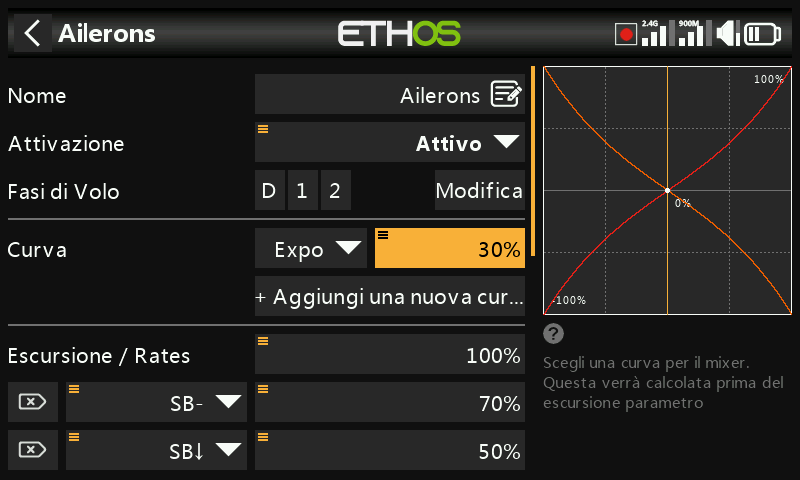 Ailerons
ETHOS
2.4G
900M
Nome
Ailerons
Attivazione
Attivo
Fasi di Volo
D
1
2
Modifica
Curva
Expo
30%
+ Aggiungi una nuova cur...
Escursione / Rates
100%
SB-
70%
SB↓
50%
100%
0%
-100%
?
Scegli una curva per il mixer.
Questa verrà calcolata prima del
escursione parametro